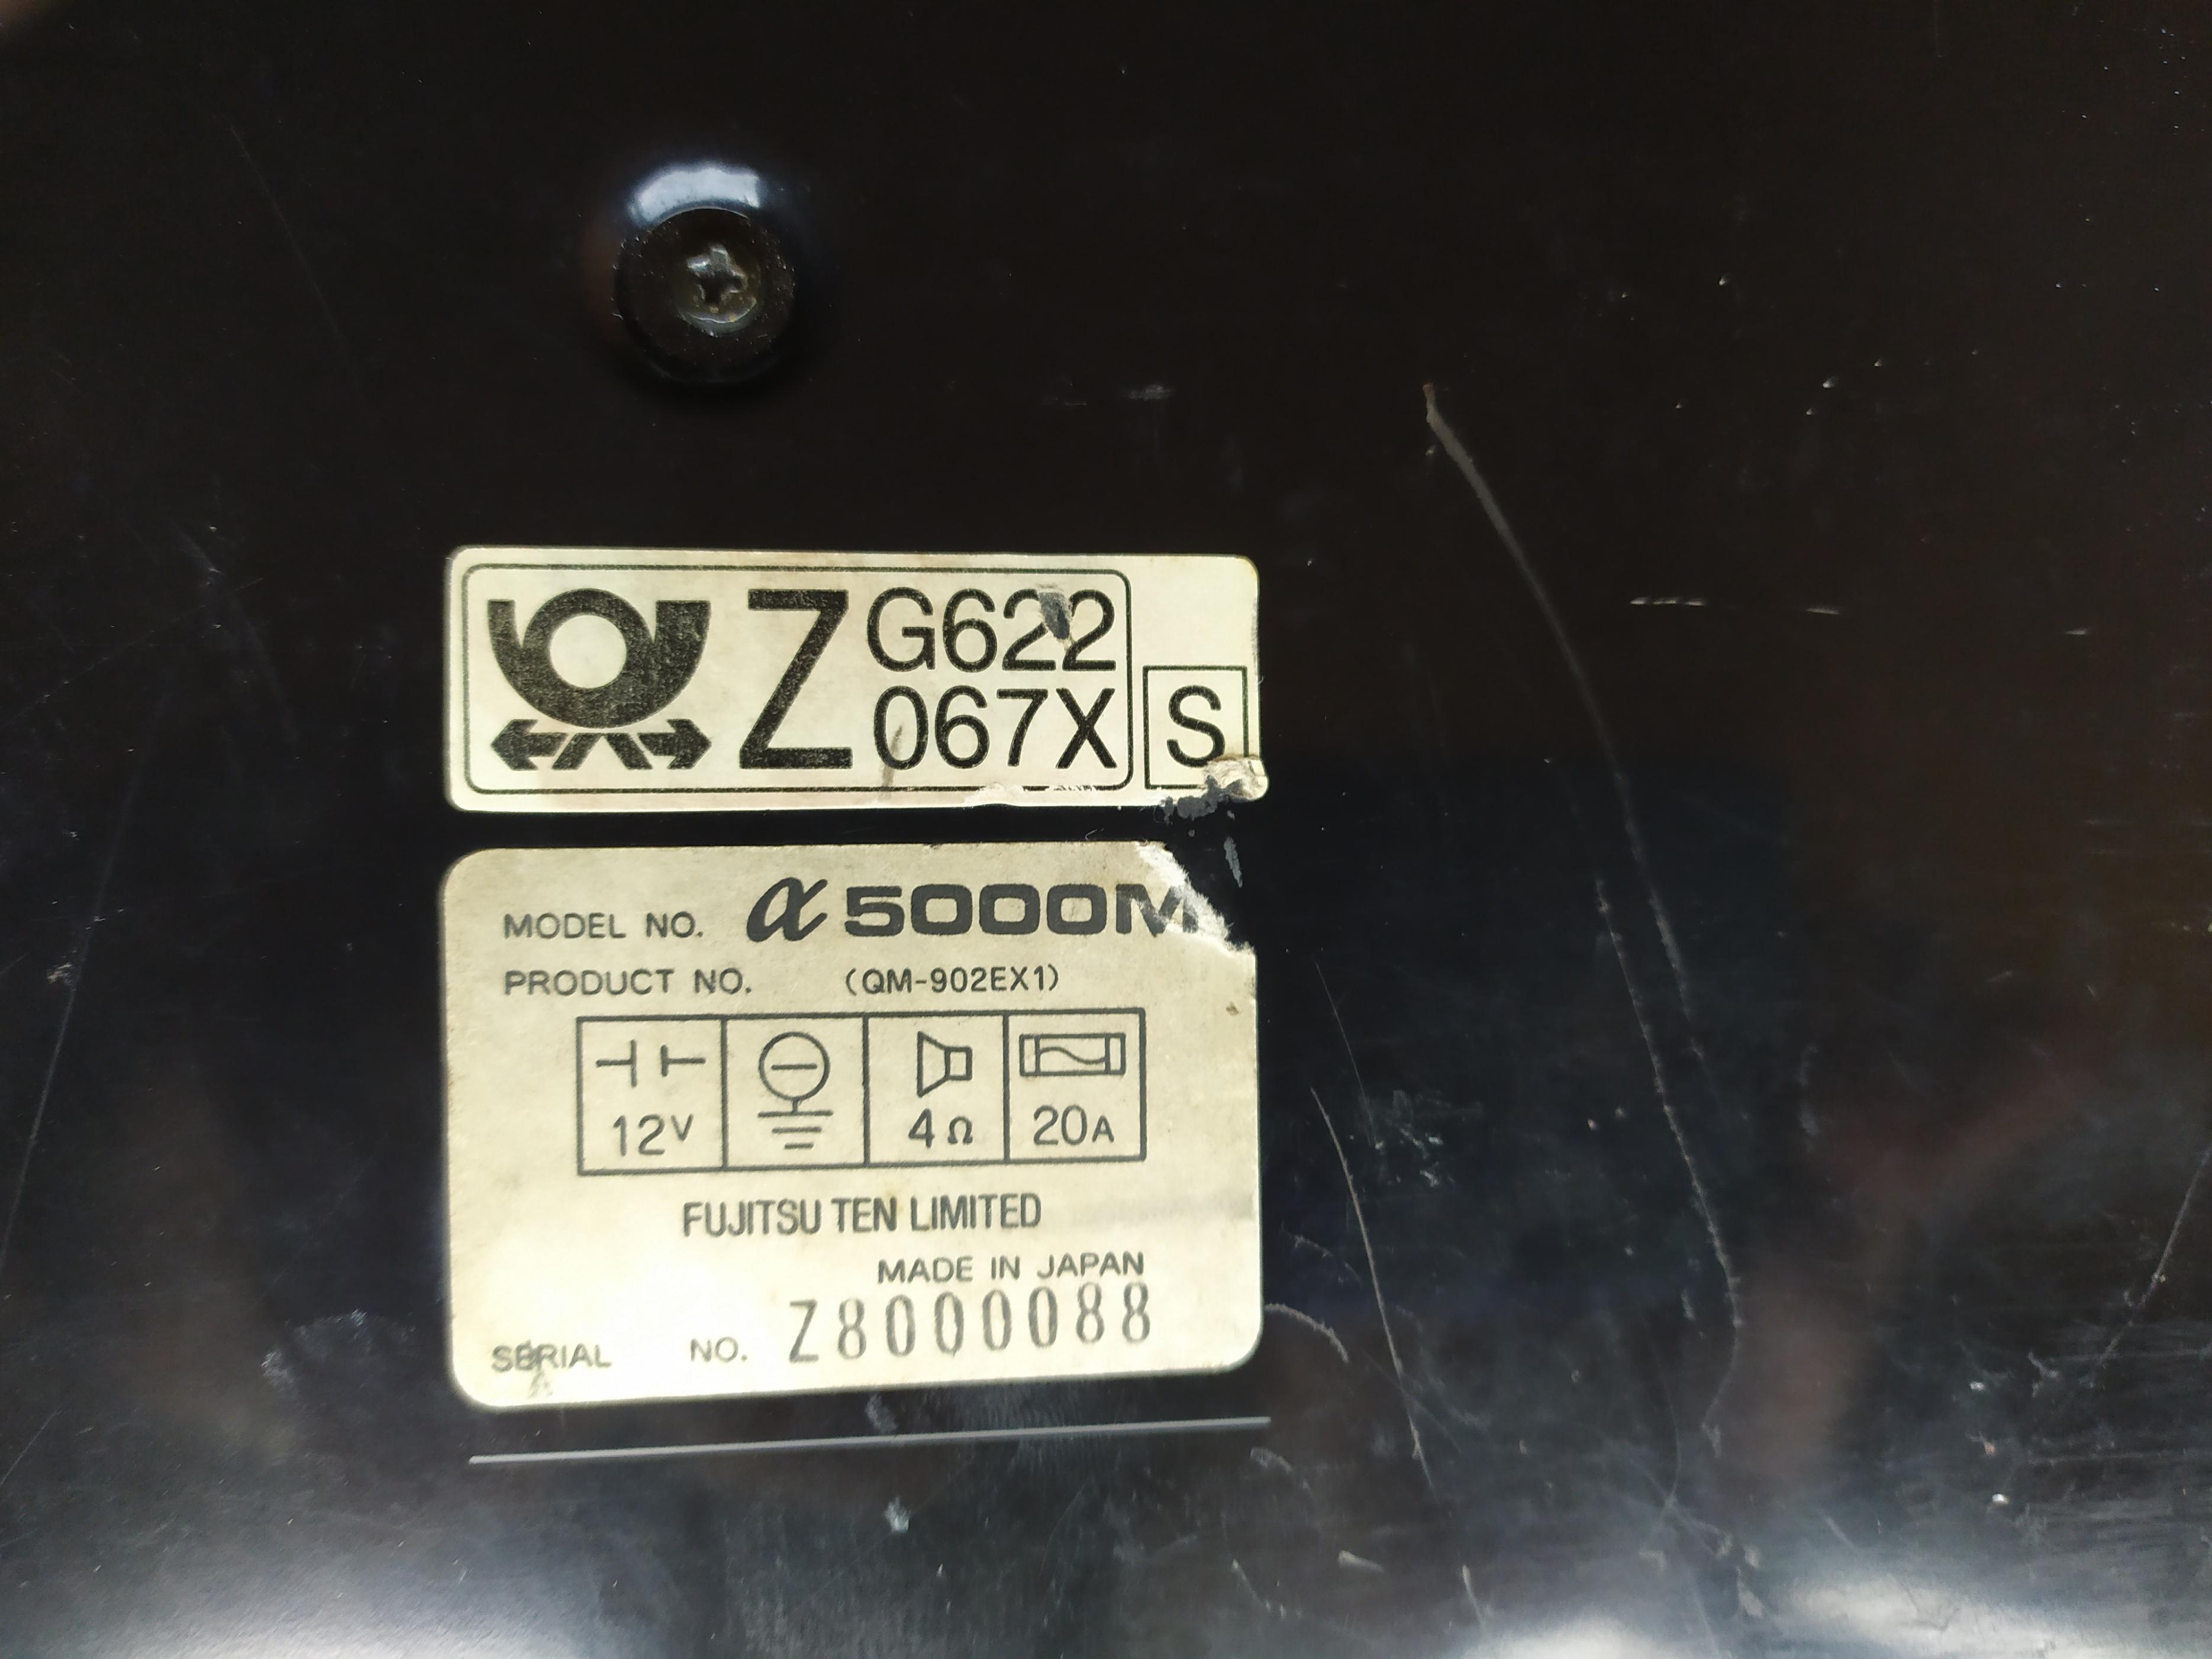 Z G622
067X S
MODEL NO. α5000M
PRODUCT NO. (QM-902EX1)
12V 4Ω 20A
FUJITSU TEN LIMITED
MADE IN JAPAN
SERIAL NO. Z8000088